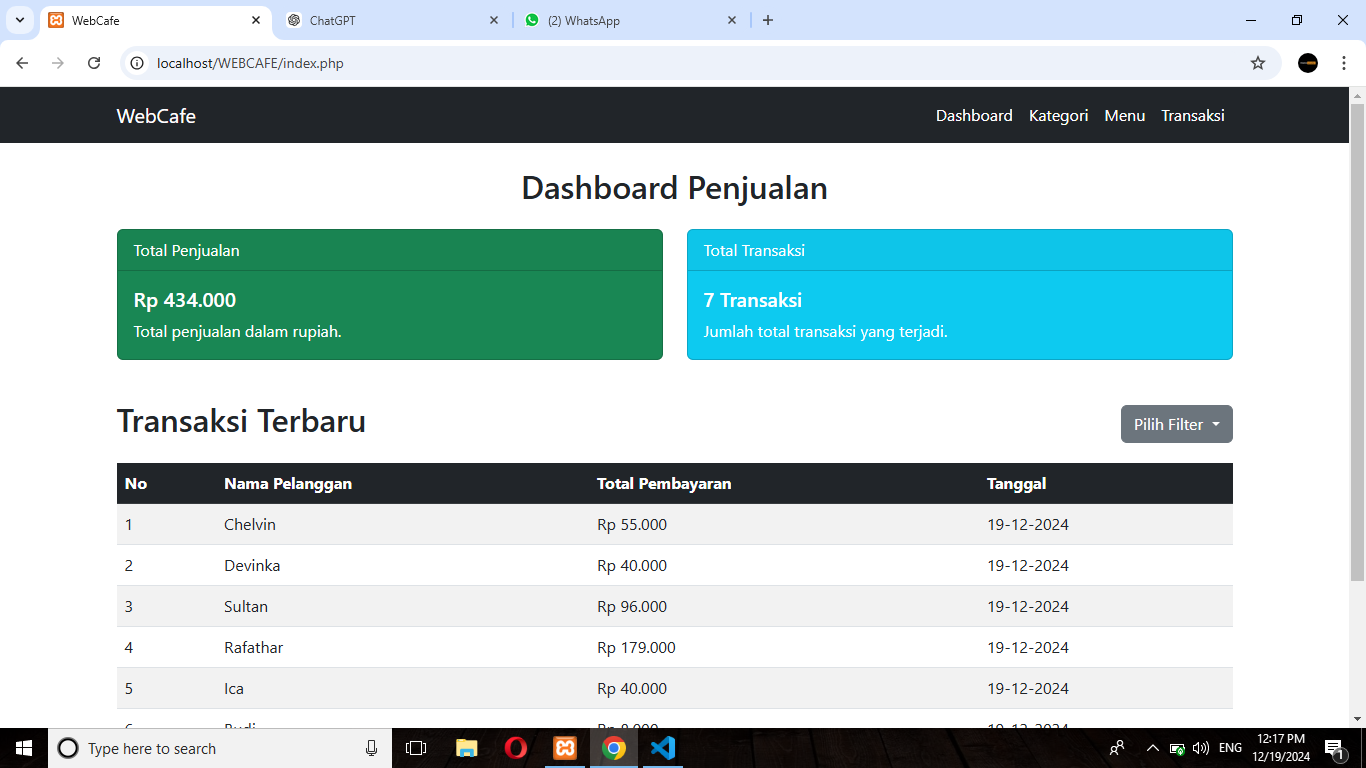 WebCafe
ChatGPT
(2) WhatsApp
localhost/WEBCAFE/index.php
WebCafe
Dashboard Kategori Menu Transaksi
Dashboard Penjualan
Total Penjualan
Rp 434.000
Total penjualan dalam rupiah.
Total Transaksi
7 Transaksi
Jumlah total transaksi yang terjadi.
Transaksi Terbaru
Pilih Filter
No Nama Pelanggan Total Pembayaran Tanggal
1 Chelvin Rp 55.000 19-12-2024
2 Devinka Rp 40.000 19-12-2024
3 Sultan Rp 96.000 19-12-2024
4 Rafathar Rp 179.000 19-12-2024
5 Ica Rp 40.000 19-12-2024
Type here to search
ENG
12:17 PM
12/19/2024
1